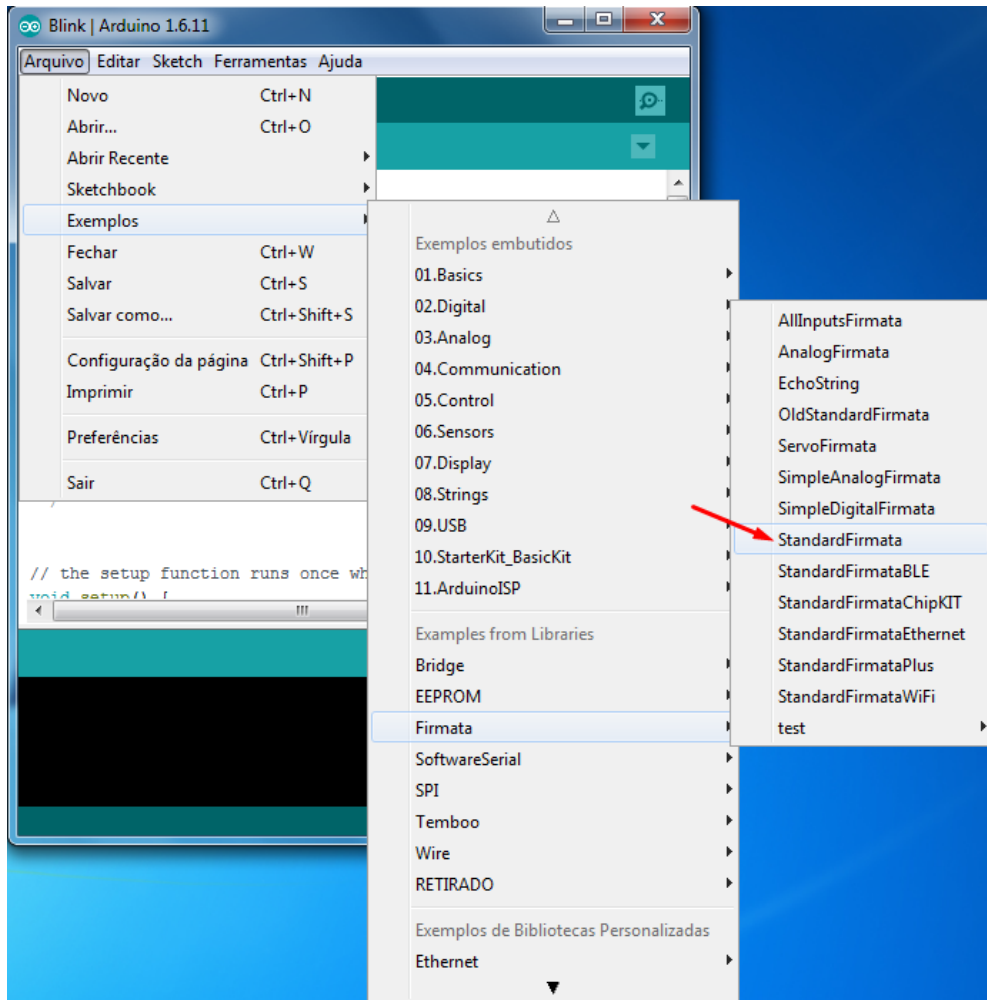 Blink | Arduino 1.6.11
Arquivo Editar Sketch Ferramentas Ajuda
Novo Ctrl+N
Abrir... Ctrl+O
Abrir Recente
Sketchbook
Exemplos
Fechar Ctrl+W
Salvar Ctrl+S
Salvar como... Ctrl+Shift+S
Configuração da página Ctrl+Shift+P
Imprimir Ctrl+P
Preferências Ctrl+Vírgula
Sair Ctrl+Q
// the setup function runs once wh
void setup() {
Exemplos embutidos
01.Basics
02.Digital
03.Analog
04.Communication
05.Control
06.Sensors
07.Display
08.Strings
09.USB
10.StarterKit_BasicKit
11.ArduinoISP
Examples from Libraries
Bridge
EEPROM
Firmata
SoftwareSerial
SPI
Temboo
Wire
RETIRADO
Exemplos de Bibliotecas Personalizadas
Ethernet
AllInputsFirmata
AnalogFirmata
EchoString
OldStandardFirmata
ServoFirmata
SimpleAnalogFirmata
SimpleDigitalFirmata
StandardFirmata
StandardFirmataBLE
StandardFirmataChipKIT
StandardFirmataEthernet
StandardFirmataPlus
StandardFirmataWiFi
test